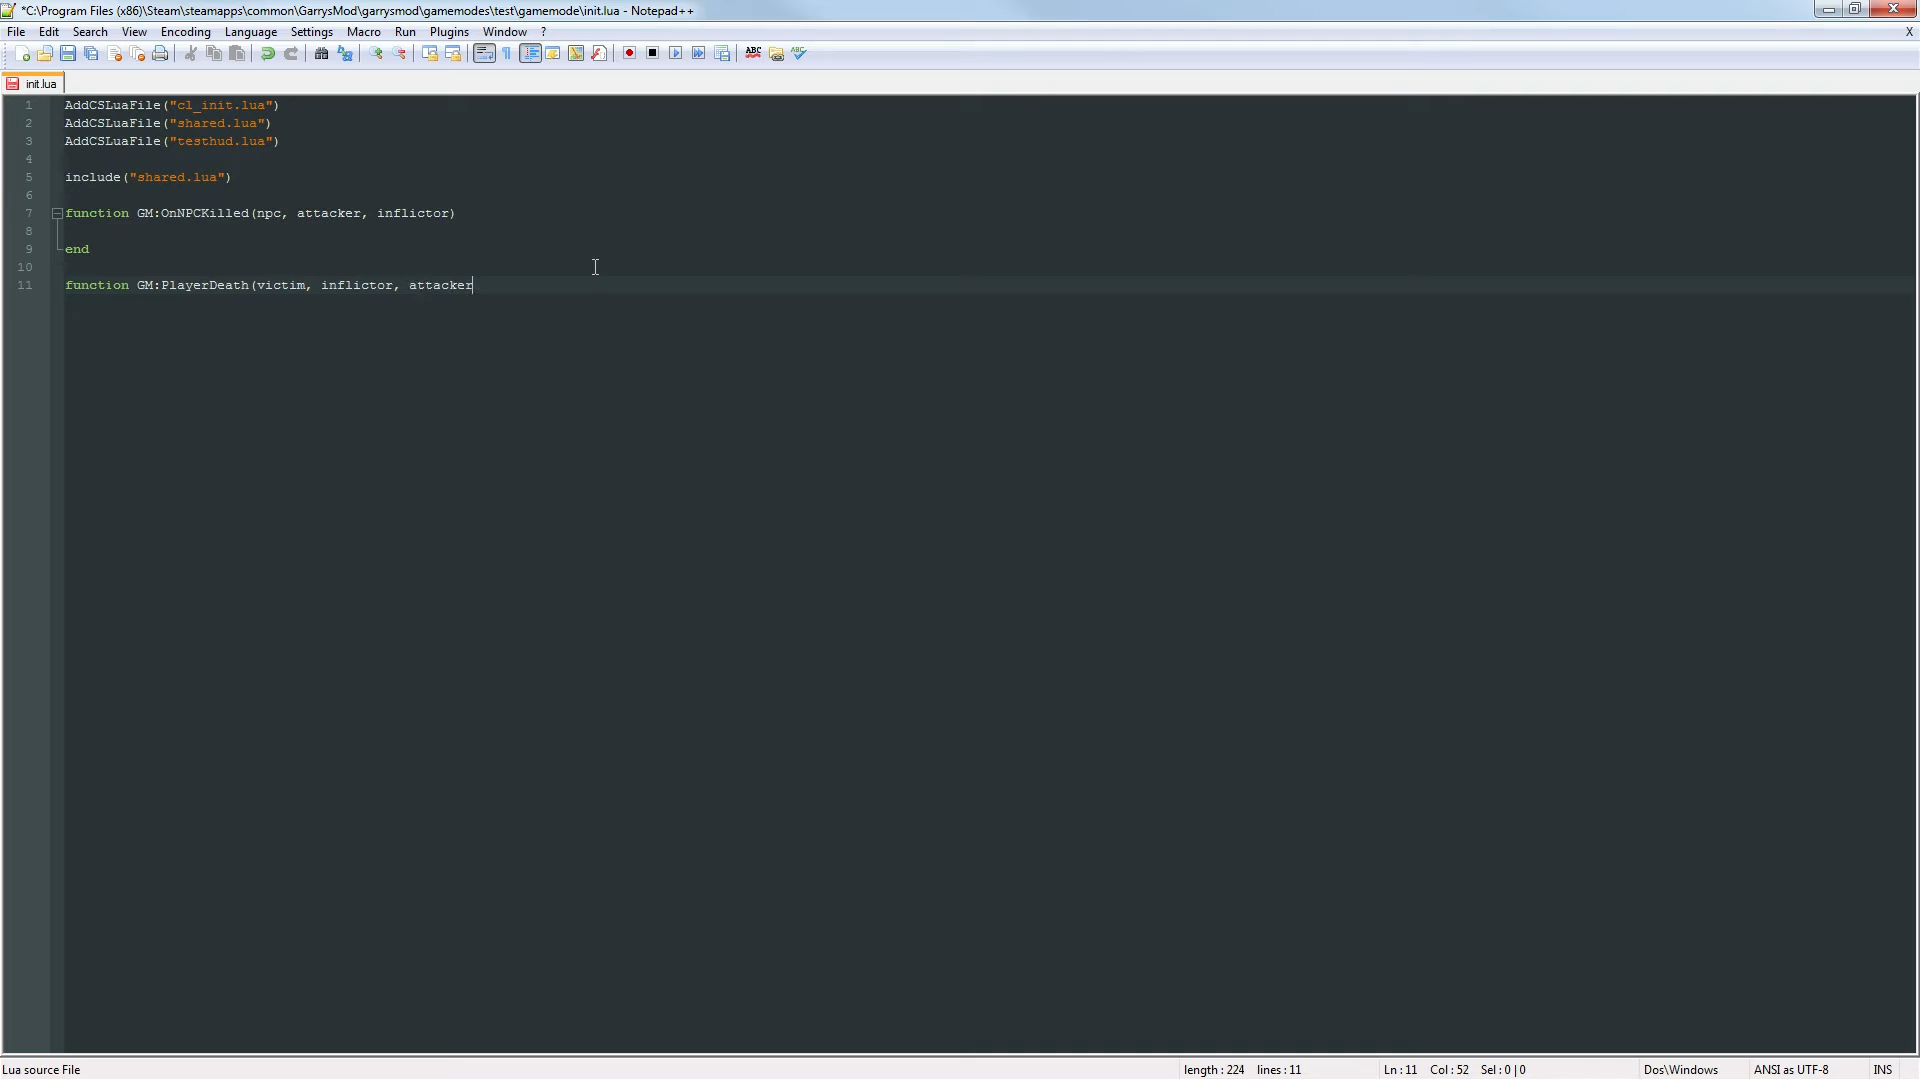 *C:\Program Files (x86)\Steam\steamapps\common\GarrysMod\garrysmod\gamemodes\test\gamemode\init.lua - Notepad++
File Edit Search View Encoding Language Settings Macro Run Plugins Window ? X
ABC ABC
init.lua
1 AddCSLuaFile("cl_init.lua")
2 AddCSLuaFile("shared.lua")
3 AddCSLuaFile("testhud.lua")
4
5 include("shared.lua")
6
7 function GM:OnNPCKilled(npc, attacker, inflictor)
8
9 end
10
11 function GM:PlayerDeath(victim, inflictor, attacker
Lua source File length : 224 lines : 11 Ln : 11 Col : 52 Sel : 0 | 0 Dos\Windows ANSI as UTF-8 INS